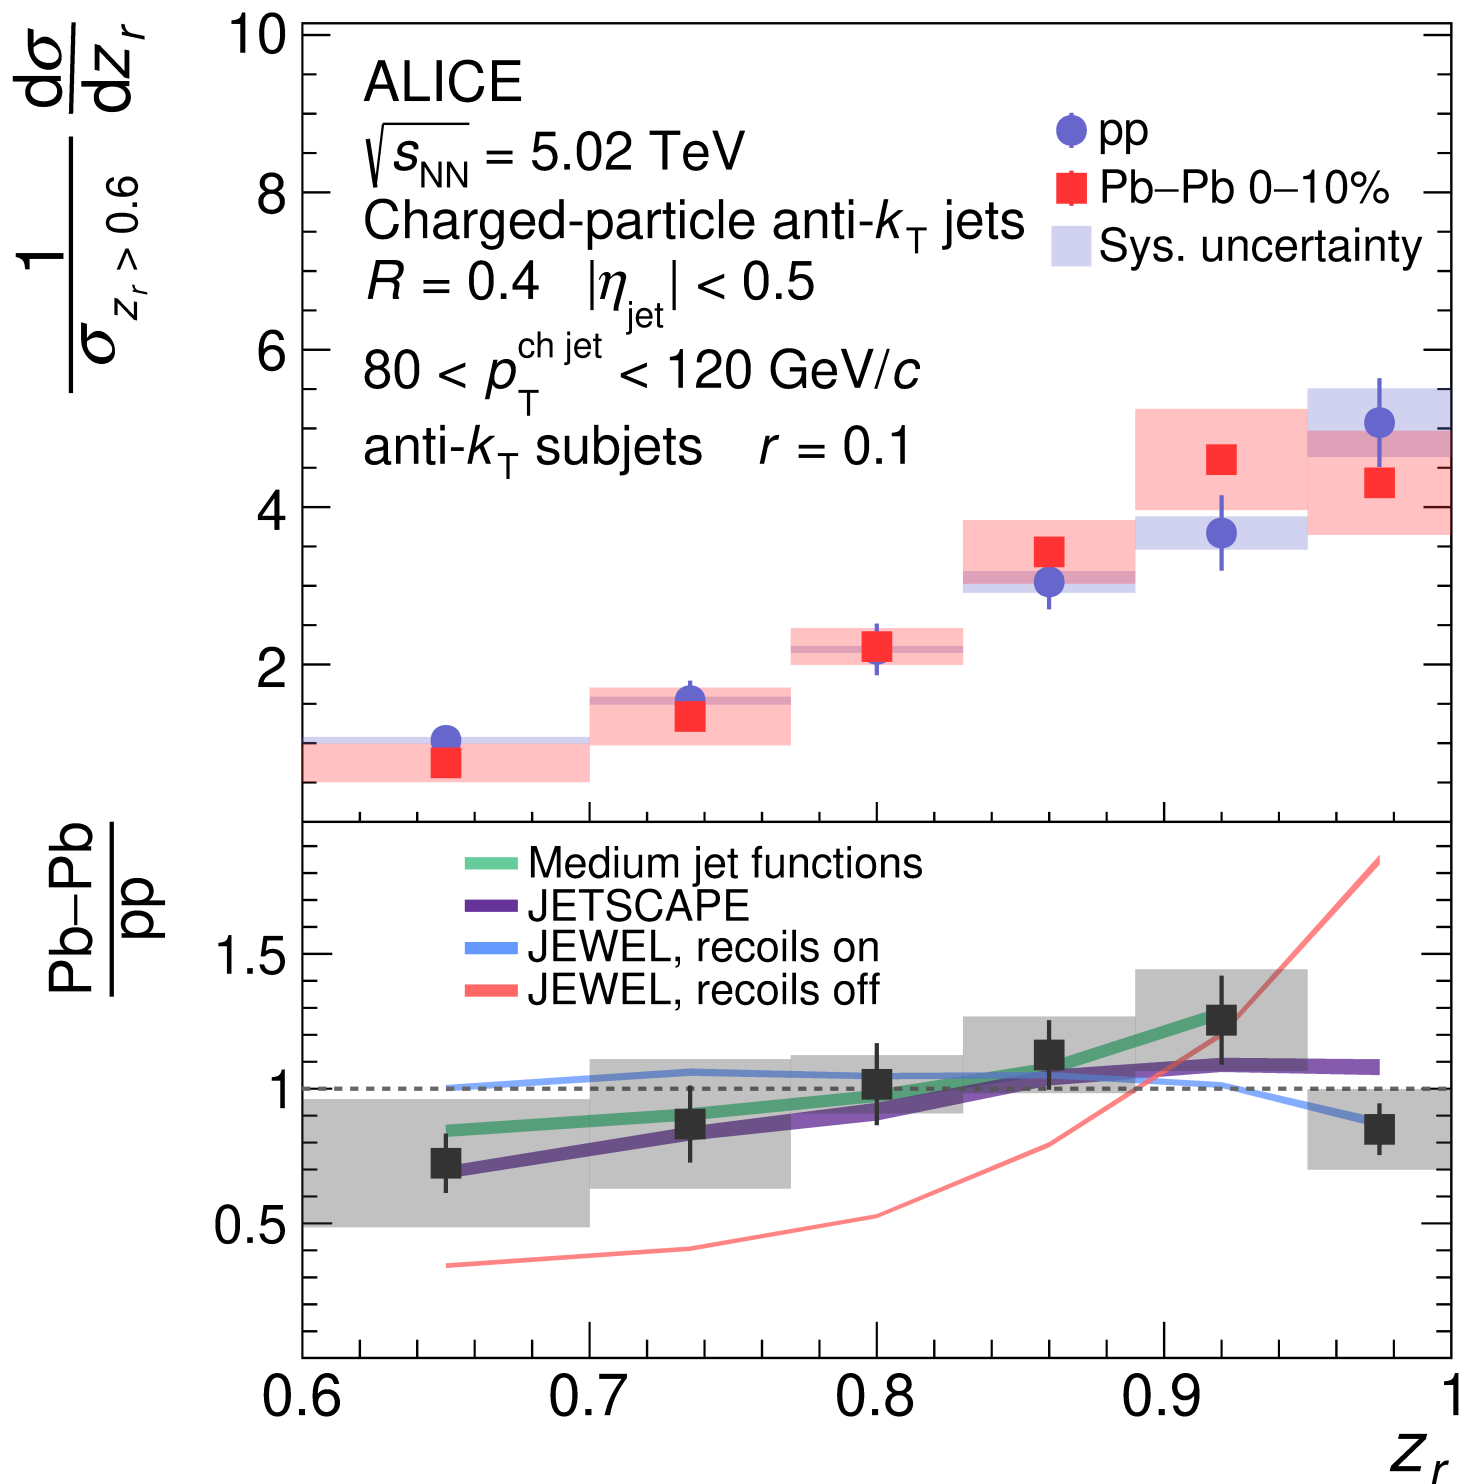 1/σ_{z_r > 0.6} dσ/dz_r
10
8
6
4
2
ALICE
√s_NN = 5.02 TeV
Charged-particle anti-k_T jets
R = 0.4 |η_jet| < 0.5
80 < p_T^{ch jet} < 120 GeV/c
anti-k_T subjets r = 0.1
pp
Pb–Pb 0–10%
Sys. uncertainty
Pb–Pb/pp
1.5
1
0.5
Medium jet functions
JETSCAPE
JEWEL, recoils on
JEWEL, recoils off
0.6 0.7 0.8 0.9 1
z_r